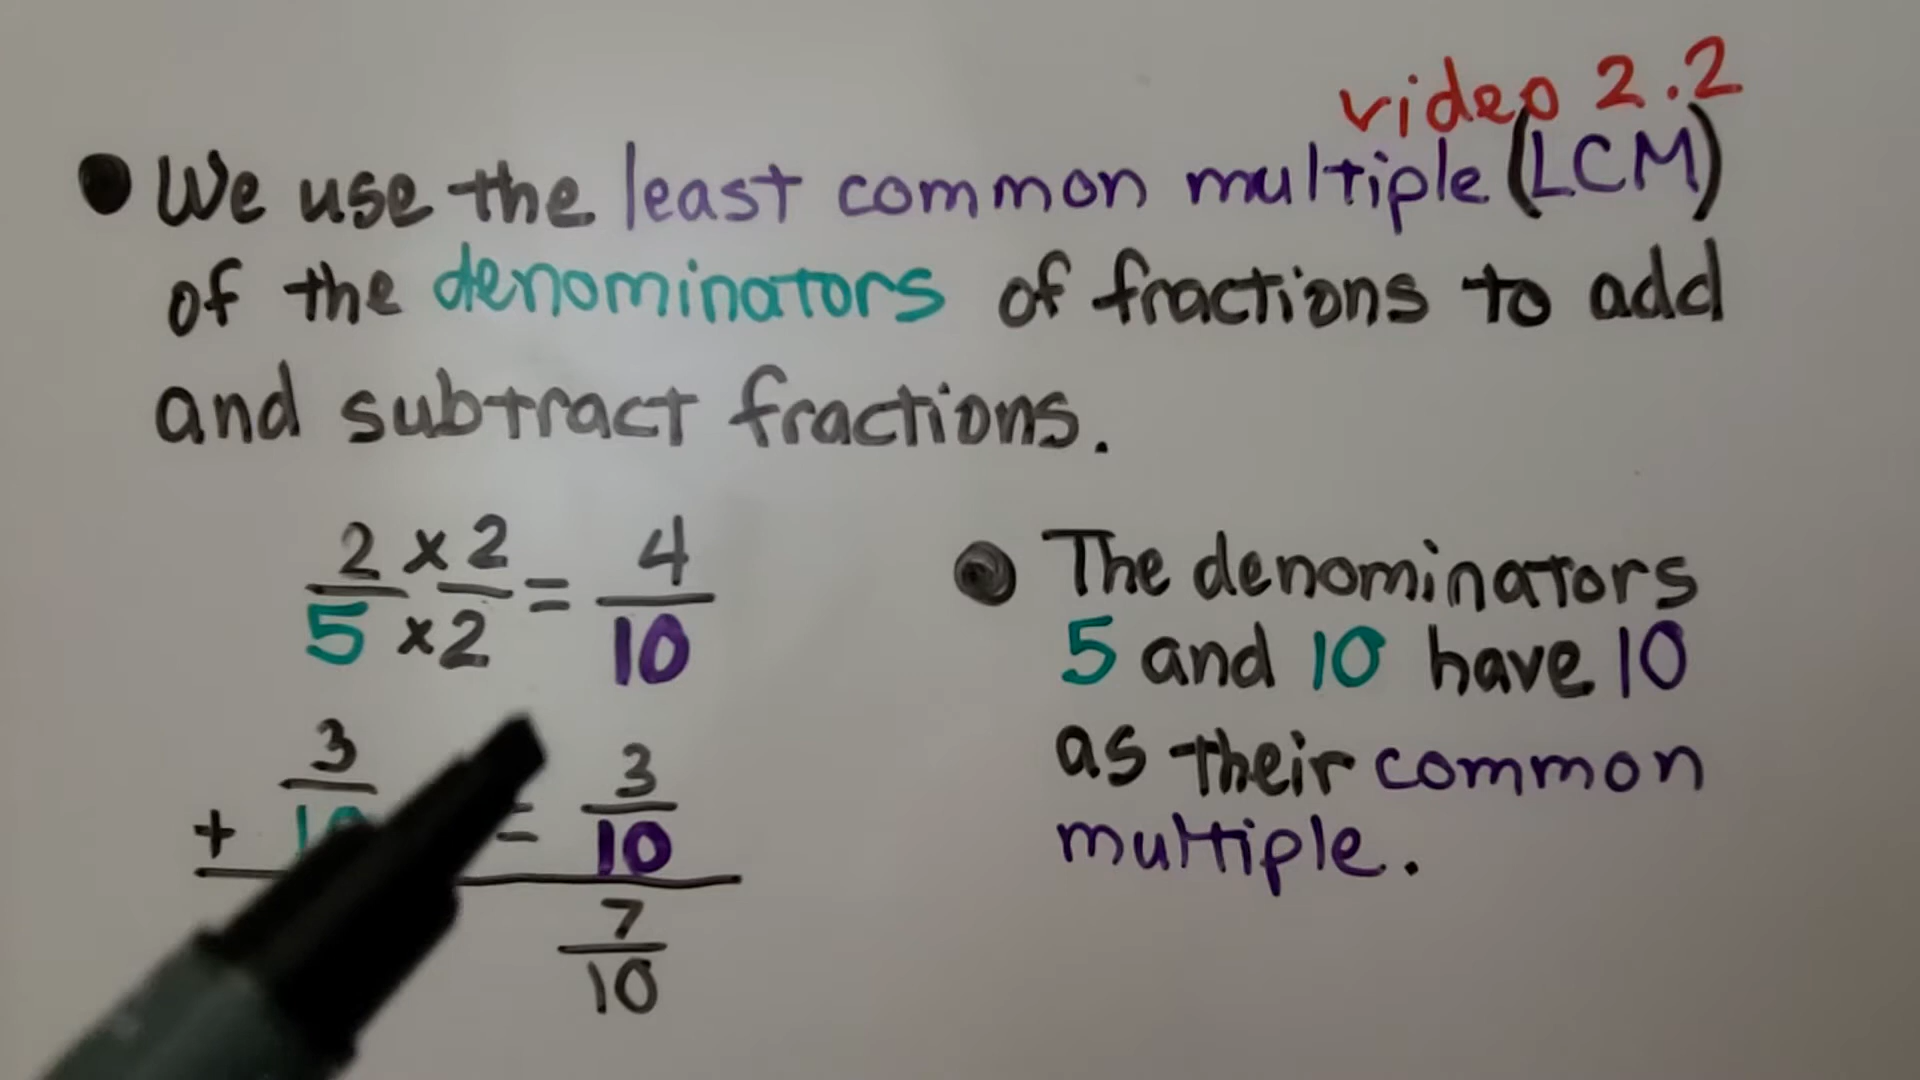 video 2.2
We use the least common multiple (LCM)
of the denominators of fractions to add
and subtract fractions.
2 × 2 = 4
5 × 2 10
3 = 3
+ 10 10
7
10
The denominators
5 and 10 have 10
as their common
multiple.